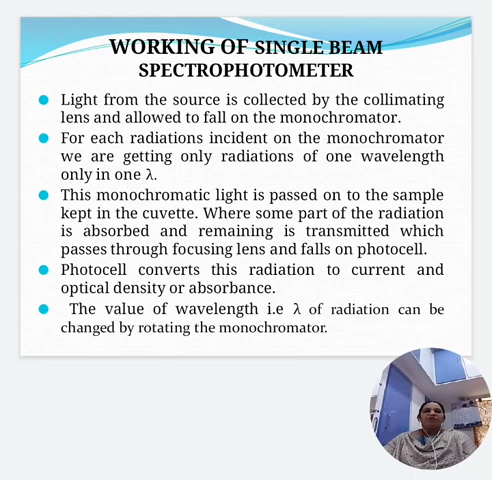 WORKING OF SINGLE BEAM
SPECTROPHOTOMETER
Light from the source is collected by the collimating
lens and allowed to fall on the monochromator.
For each radiations incident on the monochromator
we are getting only radiations of one wavelength
only in one λ.
This monochromatic light is passed on to the sample
kept in the cuvette. Where some part of the radiation
is absorbed and remaining is transmitted which
passes through focusing lens and falls on photocell.
Photocell converts this radiation to current and
optical density or absorbance.
The value of wavelength i.e λ of radiation can be
changed by rotating the monochromator.